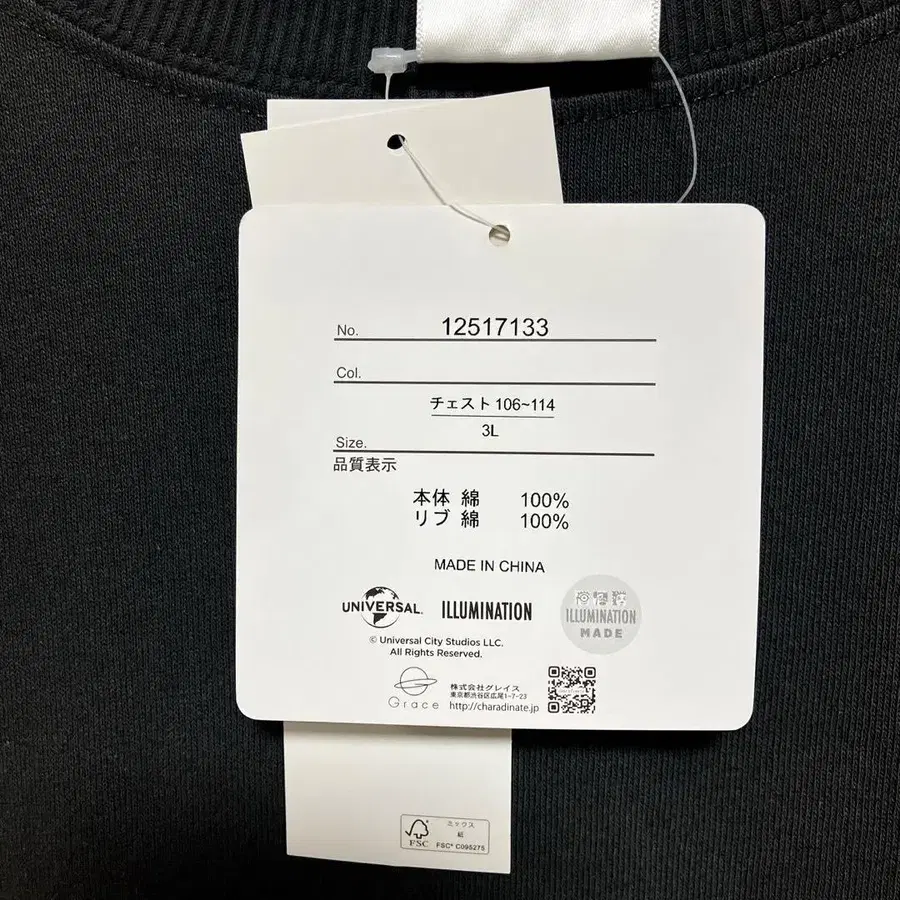 No. 12517133
Col.
チェスト 106~114
3L
Size.
品質表示
本体 綿 100%
リブ 綿 100%
MADE IN CHINA
UNIVERSAL
ILLUMINATION
ILLUMINATION
MADE
© Universal City Studios LLC.
All Rights Reserved.
Grace
株式会社グレイス
東京都渋谷区広尾1-7-23
http://charadinate.jp
FSC
ミックス
紙
FSC® C095275